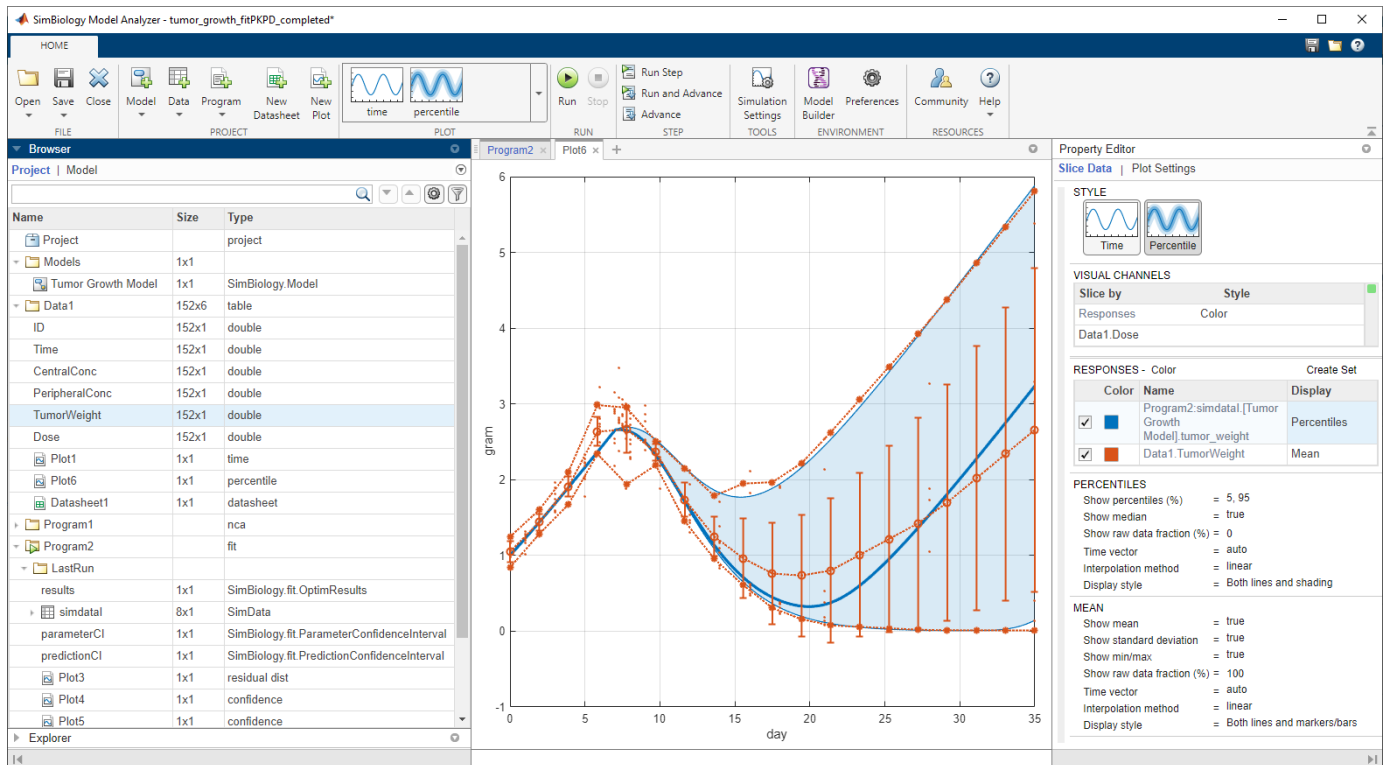 SimBiology Model Analyzer - tumor_growth_fitPKPD_completed*
HOME
Open
Save
Close
FILE
Model
Data
Program
New Datasheet
New Plot
PROJECT
time
percentile
PLOT
Run
Stop
RUN
Run Step
Run and Advance
Advance
STEP
Simulation Settings
TOOLS
Model Builder
Preferences
ENVIRONMENT
Community
Help
RESOURCES
Browser
Project | Model
Name Size Type
Project project
Models 1x1
Tumor Growth Model 1x1 SimBiology.Model
Data1 152x6 table
ID 152x1 double
Time 152x1 double
CentralConc 152x1 double
PeripheralConc 152x1 double
TumorWeight 152x1 double
Dose 152x1 double
Plot1 1x1 time
Plot6 1x1 percentile
Datasheet1 1x1 datasheet
Program1 nca
Program2 fit
LastRun
results 1x1 SimBiology.fit.OptimResults
simdataI 8x1 SimData
parameterCI 1x1 SimBiology.fit.ParameterConfidenceInterval
predictionCI 1x1 SimBiology.fit.PredictionConfidenceInterval
Plot3 1x1 residual dist
Plot4 1x1 confidence
Plot5 1x1 confidence
Explorer
Program2 × Plot6 × +
6
5
4
3
2
1
0
-1
gram
0 5 10 15 20 25 30 35
day
Property Editor
Slice Data | Plot Settings
STYLE
Time
Percentile
VISUAL CHANNELS
Slice by Style
Responses Color
Data1.Dose
RESPONSES - Color Create Set
Color Name Display
Program2:simdataI.[Tumor
Growth Percentiles
Model].tumor_weight
Data1.TumorWeight Mean
PERCENTILES
Show percentiles (%) = 5, 95
Show median = true
Show raw data fraction (%) = 0
Time vector = auto
Interpolation method = linear
Display style = Both lines and shading
MEAN
Show mean = true
Show standard deviation = true
Show min/max = true
Show raw data fraction (%) = 100
Time vector = auto
Interpolation method = linear
Display style = Both lines and markers/bars